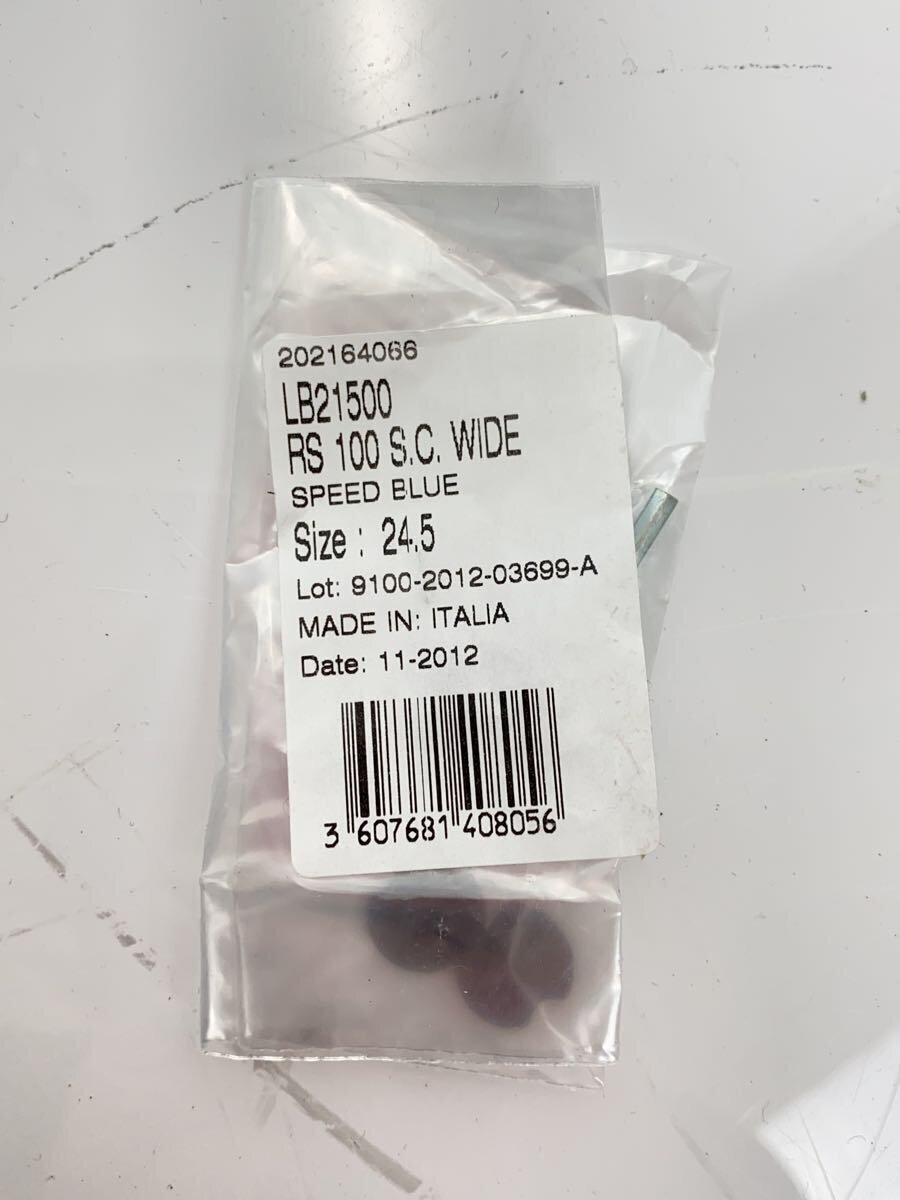 202164066
LB21500
RS 100 S.C. WIDE
SPEED BLUE
Size : 24.5
Lot: 9100-2012-03699-A
MADE IN: ITALIA
Date: 11-2012
3 607681 408056